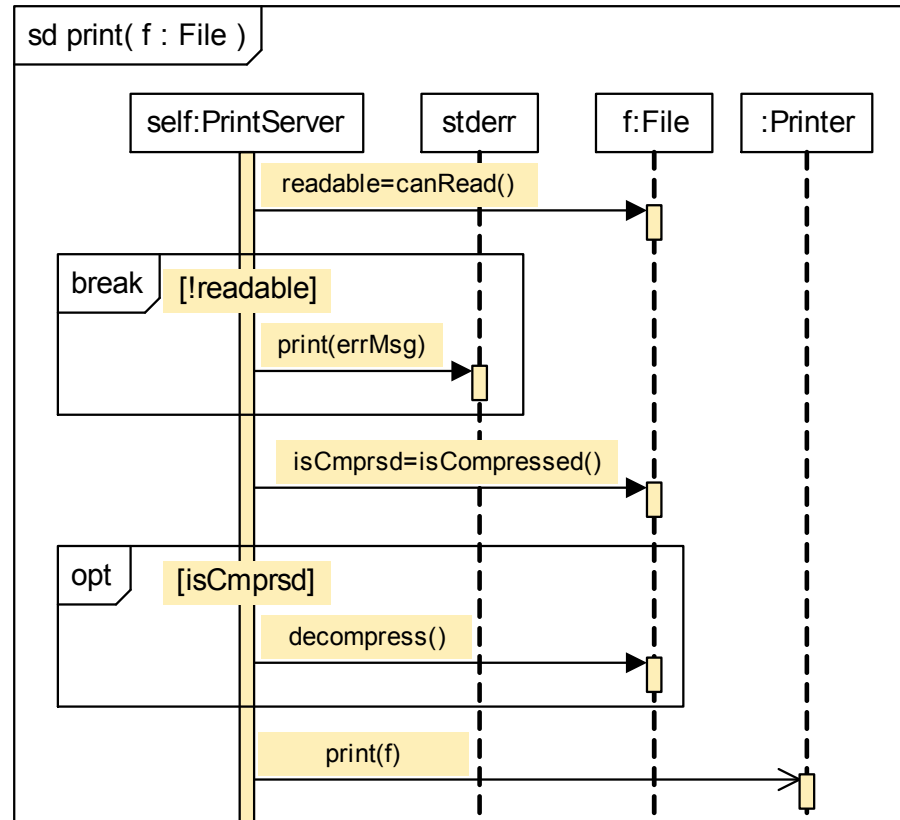 sd print( f : File )
self:PrintServer
stderr
f:File
:Printer
readable=canRead()
break
[!readable]
print(errMsg)
isCmprsd=isCompressed()
opt
[isCmprsd]
decompress()
print(f)